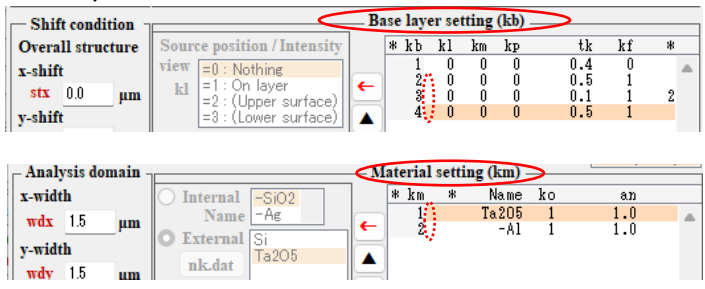 Shift condition
Base layer setting (kb)
Overall structure
Source position / Intensity
* kb kl km kp tk kf *
x-shift
view
=0 : Nothing
1 0 0 0 0.4 0
stx 0.0 μm
kl
=1 : On layer
←
2 0 0 0 0.5 1
=2 : (Upper surface)
3 0 0 0 0.1 1 2
y-shift
=3 : (Lower surface)
▲
4 0 0 0 0.5 1
Analysis domain
Material setting (km)
x-width
Internal
-SiO2
* km * Name ko an
Name
-Ag
1 Ta2O5 1 1.0
wdx 1.5 μm
←
2 -Al 1 1.0
External
Si
y-width
nk.dat
Ta2O5
▲
wdy 1.5 μm